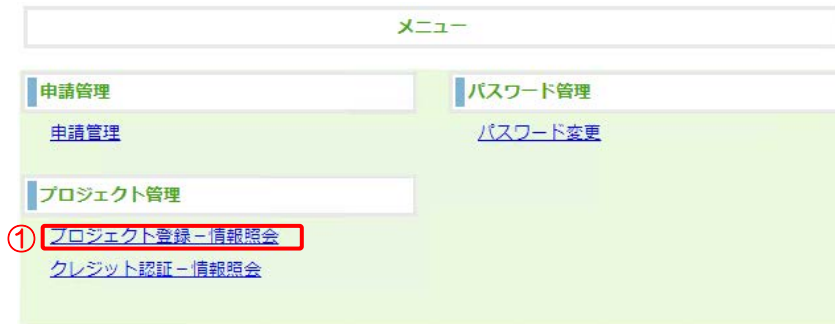 メニュー
申請管理
申請管理
パスワード管理
パスワード変更
プロジェクト管理
①プロジェクト登録－情報照会
クレジット認証－情報照会